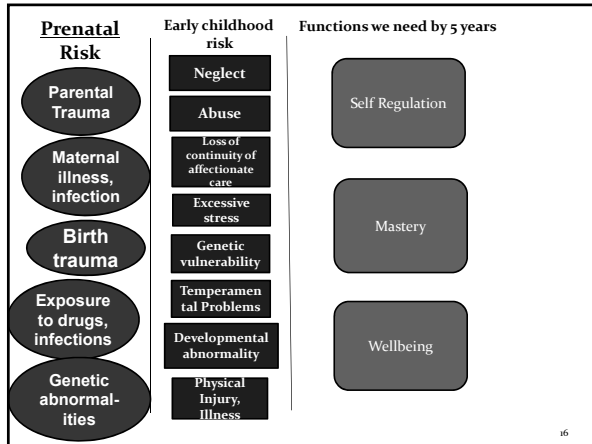 Prenatal
Risk
Parental
Trauma
Maternal
illness,
infection
Birth
trauma
Exposure
to drugs,
infections
Genetic
abnormal-
ities
Early childhood
risk
Neglect
Abuse
Loss of
continuity of
affectionate
care
Excessive
stress
Genetic
vulnerability
Temperamen
tal Problems
Developmental
abnormality
Physical
Injury,
Illness
Functions we need by 5 years
Self Regulation
Mastery
Wellbeing
16